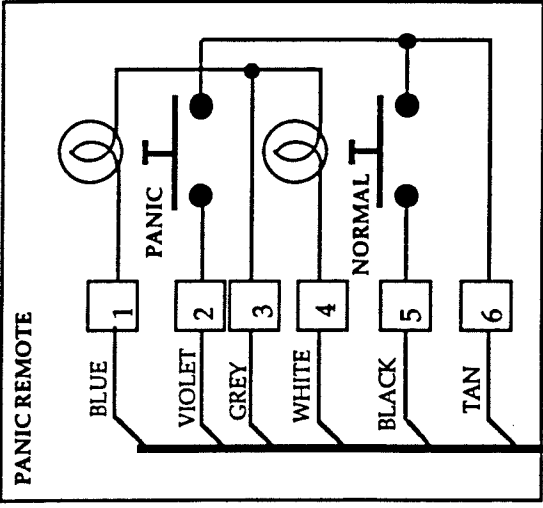 PANIC REMOTE
BLUE
1
VIOLET
2
PANIC
GREY
3
WHITE
4
NORMAL
BLACK
5
TAN
6